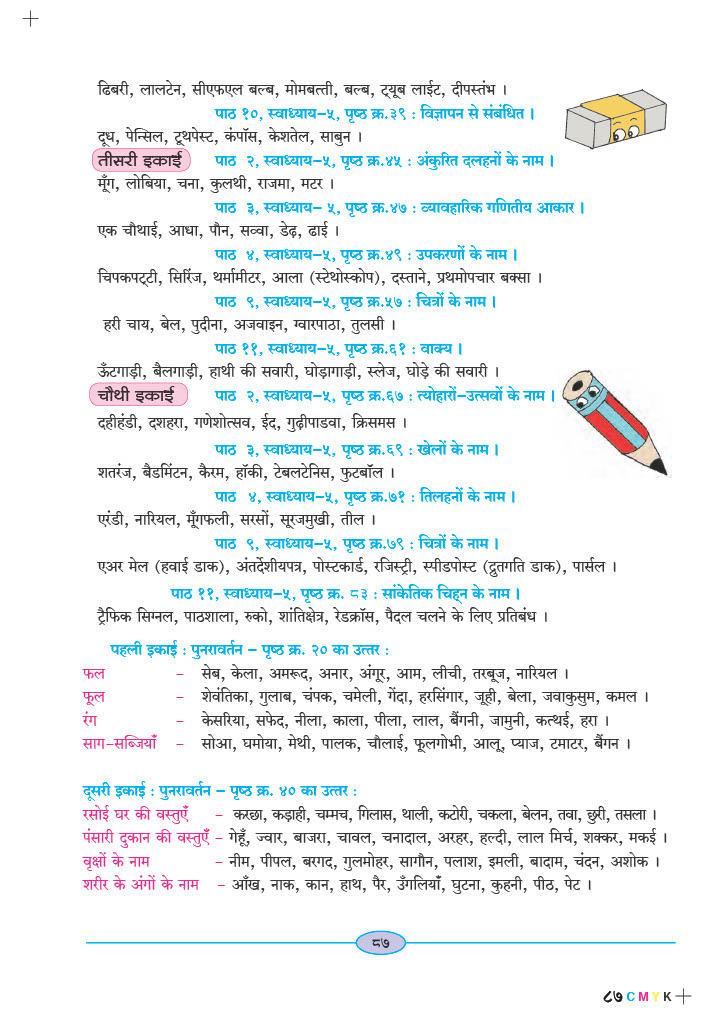 ढिबरी, लालटेन, सीएफएल बल्ब, मोमबत्ती, बल्ब, ट्यूब लाईट, दीपस्तंभ ।
पाठ १०, स्वाध्याय-५, पृष्ठ क्र.३९ : विज्ञापन से संबंधित ।
दूध, पेन्सिल, टूथपेस्ट, कंपॉस, केशतेल, साबुन ।
तीसरी इकाई पाठ २, स्वाध्याय-५, पृष्ठ क्र.४५ : अंकुरित दलहनों के नाम ।
मूँग, लोबिया, चना, कुलथी, राजमा, मटर ।
पाठ ३, स्वाध्याय- ५, पृष्ठ क्र.४७ : व्यावहारिक गणितीय आकार ।
एक चौथाई, आधा, पौन, सव्वा, डेढ़, ढाई ।
पाठ ४, स्वाध्याय-५, पृष्ठ क्र.४९ : उपकरणों के नाम ।
चिपकपट्टी, सिरिंज, थर्मामीटर, आला (स्टेथोस्कोप), दस्ताने, प्रथमोपचार बक्सा ।
पाठ ९, स्वाध्याय-५, पृष्ठ क्र.५७ : चित्रों के नाम ।
हरी चाय, बेल, पुदीना, अजवाइन, ग्वारपाठा, तुलसी ।
पाठ ११, स्वाध्याय-५, पृष्ठ क्र.६१ : वाक्य ।
ऊँटगाड़ी, बैलगाड़ी, हाथी की सवारी, घोड़ागाड़ी, स्लेज, घोड़े की सवारी ।
चौथी इकाई पाठ २, स्वाध्याय-५, पृष्ठ क्र.६७ : त्योहारों-उत्सवों के नाम ।
दहीहंडी, दशहरा, गणेशोत्सव, ईद, गुढ़ीपाडवा, क्रिसमस ।
पाठ ३, स्वाध्याय-५, पृष्ठ क्र.६९ : खेलों के नाम ।
शतरंज, बैडमिंटन, कैरम, हॉकी, टेबलटेनिस, फुटबॉल ।
पाठ ४, स्वाध्याय-५, पृष्ठ क्र.७१ : तिलहनों के नाम ।
एरंडी, नारियल, मूँगफली, सरसों, सूरजमुखी, तील ।
पाठ ९, स्वाध्याय-५, पृष्ठ क्र.७९ : चित्रों के नाम ।
एअर मेल (हवाई डाक), अंतर्देशीयपत्र, पोस्टकार्ड, रजिस्ट्री, स्पीडपोस्ट (द्रुतगति डाक), पार्सल ।
पाठ ११, स्वाध्याय-५, पृष्ठ क्र. ८३ : सांकेतिक चिह्न के नाम ।
ट्रैफिक सिग्नल, पाठशाला, रुको, शांतिक्षेत्र, रेडक्रॉस, पैदल चलने के लिए प्रतिबंध ।
पहली इकाई : पुनरावर्तन - पृष्ठ क्र. २० का उत्तर :
फल - सेब, केला, अमरूद, अनार, अंगूर, आम, लीची, तरबूज, नारियल ।
फूल - शेवंतिका, गुलाब, चंपक, चमेली, गेंदा, हरसिंगार, जूही, बेला, जवाकुसुम, कमल ।
रंग - केसरिया, सफेद, नीला, काला, पीला, लाल, बैंगनी, जामुनी, कत्थई, हरा ।
साग-सब्जियाँ - सोआ, घमोया, मेथी, पालक, चौलाई, फूलगोभी, आलू, प्याज, टमाटर, बैंगन ।
दूसरी इकाई : पुनरावर्तन - पृष्ठ क्र. ४० का उत्तर :
रसोई घर की वस्तुएँ - करछा, कड़ाही, चम्मच, गिलास, थाली, कटोरी, चकला, बेलन, तवा, छुरी, तसला ।
पंसारी दुकान की वस्तुएँ - गेहूँ, ज्वार, बाजरा, चावल, चनादाल, अरहर, हल्दी, लाल मिर्च, शक्कर, मकई ।
वृक्षों के नाम - नीम, पीपल, बरगद, गुलमोहर, सागौन, पलाश, इमली, बादाम, चंदन, अशोक ।
शरीर के अंगों के नाम - आँख, नाक, कान, हाथ, पैर, उँगलियाँ, घुटना, कुहनी, पीठ, पेट ।
८७
८७ C M Y K